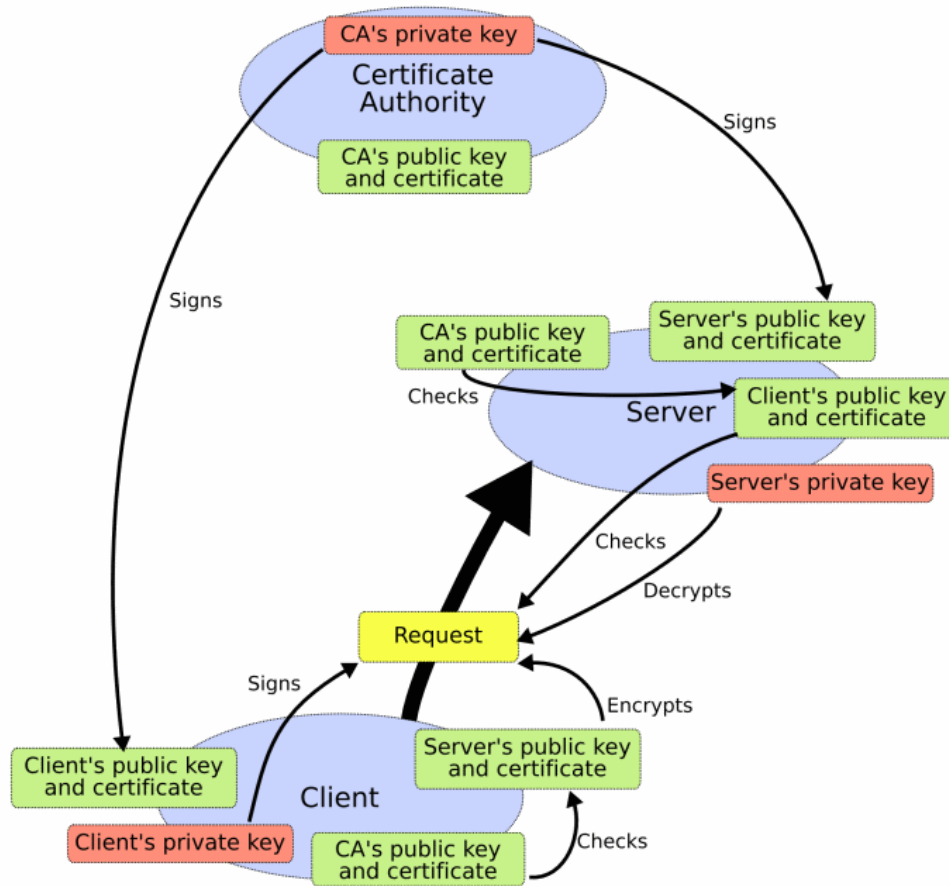 CA's private key
Certificate
Authority
Signs
CA's public key
and certificate
Signs
Server's public key
and certificate
CA's public key
and certificate
Checks
Client's public key
and certificate
Server
Server's private key
Checks
Decrypts
Request
Signs
Encrypts
Server's public key
and certificate
Client's public key
and certificate
Client
Client's private key
CA's public key
and certificate
Checks